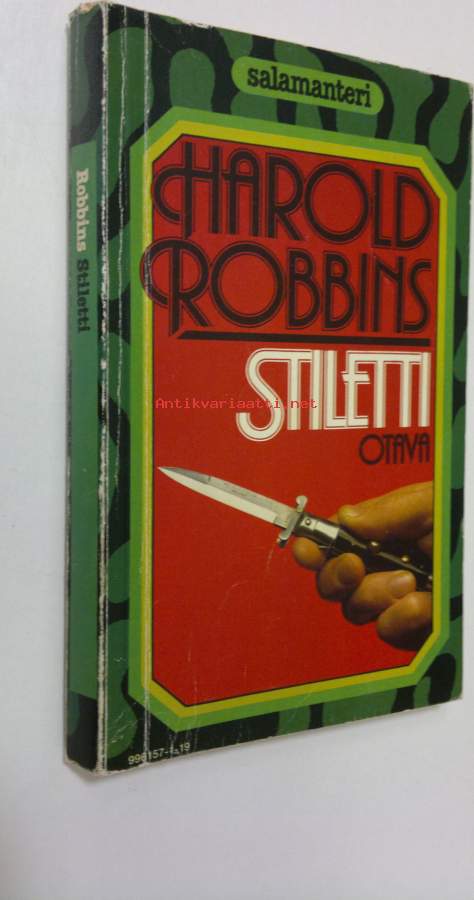 salamanteri
HAROLD
ROBBINS
STILETTI
OTAVA
Antikvariaatti.net
Robbins Stiletti